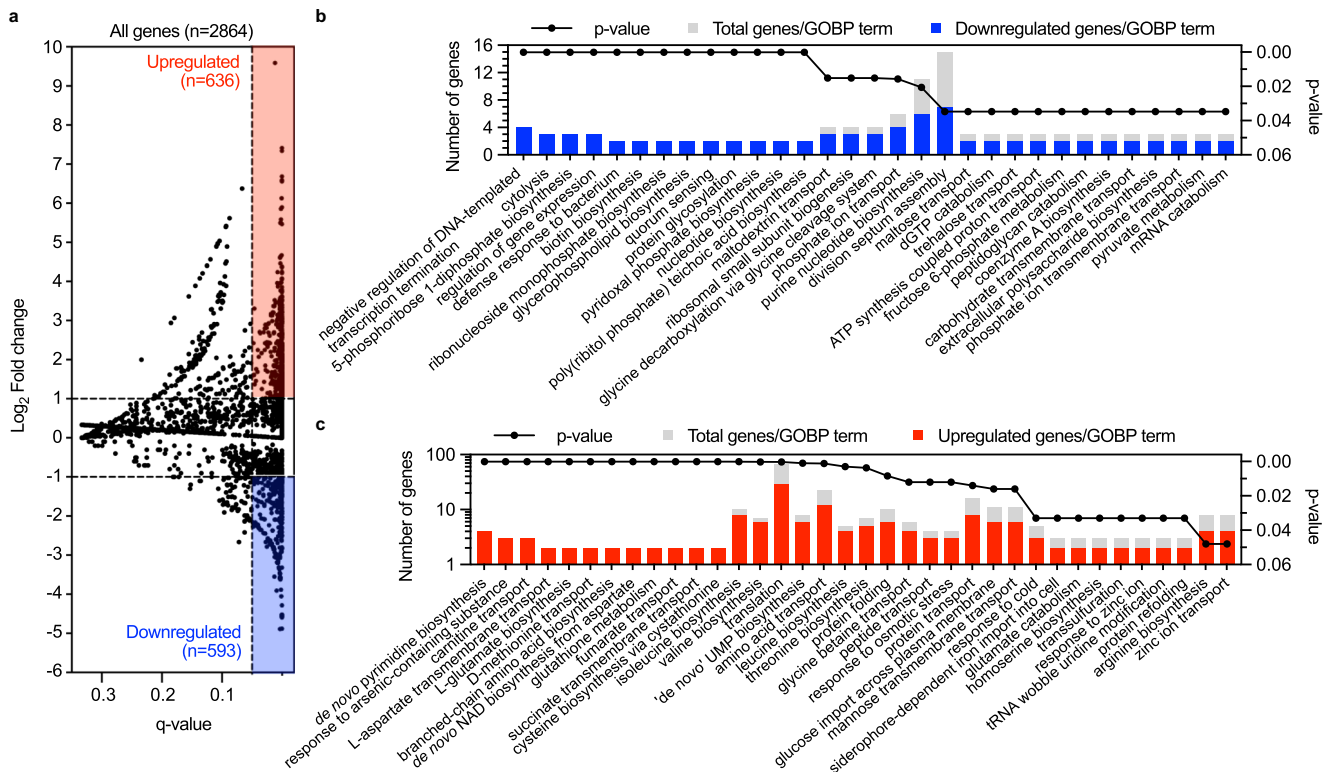 a
All genes (n=2864)
Upregulated
(n=636)
Downregulated
(n=593)
10
9
8
7
6
5
4
3
2
1
0
-1
-2
-3
-4
-5
-6
Log2 Fold change
0.3
0.2
0.1
q-value
b
p-value
Total genes/GOBP term
Downregulated genes/GOBP term
Number of genes
16
12
8
4
0
0.00
0.02
0.04
0.06
p-value
negative regulation of DNA-templated
transcription termination
cytolysis
5-phosphoribose 1-diphosphate biosynthesis
regulation of gene expression
defense response to bacterium
biotin biosynthesis
ribonucleoside monophosphate biosynthesis
glycerophospholipid biosynthesis
quorum sensing
protein glycosylation
pyridoxal phosphate biosynthesis
nucleotide biosynthesis
poly(ribitol phosphate) teichoic acid biosynthesis
maltodextrin transport
ribosomal small subunit biogenesis
glycine decarboxylation via glycine cleavage system
phosphate ion transport
purine nucleotide biosynthesis
division septum assembly
maltose transport
dGTP catabolism
trehalose transport
ATP synthesis coupled proton transport
fructose 6-phosphate metabolism
peptidoglycan catabolism
coenzyme A biosynthesis
carbohydrate transmembrane transport
extracellular polysaccharide biosynthesis
phosphate ion transmembrane transport
pyruvate metabolism
mRNA catabolism
c
p-value
Total genes/GOBP term
Upregulated genes/GOBP term
Number of genes
100
10
1
0.00
0.02
0.04
0.06
p-value
de novo pyrimidine biosynthesis
response to arsenic-containing substance
carnitine transport
L-aspartate transmembrane transport
L-glutamate biosynthesis
D-methionine transport
branched-chain amino acid biosynthesis
de novo NAD biosynthesis from aspartate
glutathione metabolism
fumarate transport
succinate transmembrane transport
cysteine biosynthesis via cystathionine
isoleucine biosynthesis
valine biosynthesis
translation
'de novo' UMP biosynthesis
amino acid transport
leucine biosynthesis
threonine biosynthesis
protein folding
glycine betaine transport
peptide transport
response to osmotic stress
protein transport
glucose import across plasma membrane
mannose transmembrane transport
response to cold
siderophore-dependent iron import into cell
glutamate catabolism
homoserine biosynthesis
transsulfuration
response to zinc ion
tRNA wobble uridine modification
protein refolding
arginine biosynthesis
zinc ion transport